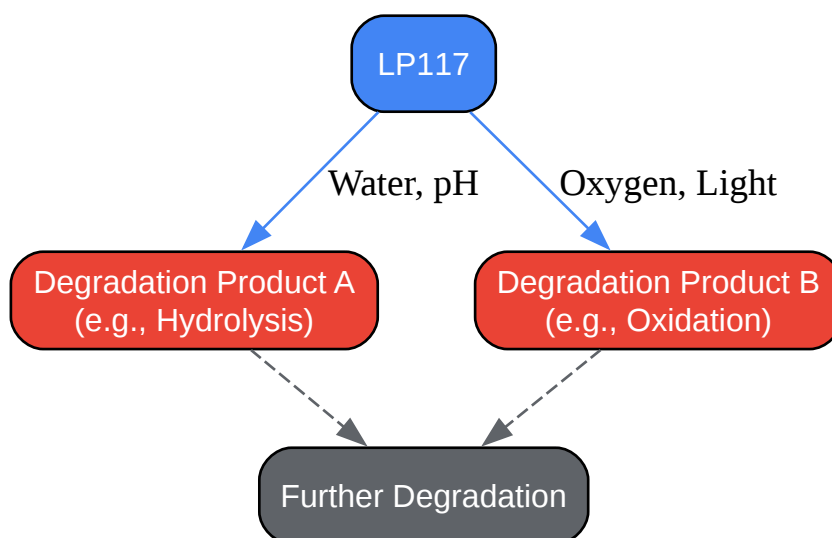 LP117
Water, pH
Oxygen, Light
Degradation Product A
(e.g., Hydrolysis)
Degradation Product B
(e.g., Oxidation)
Further Degradation